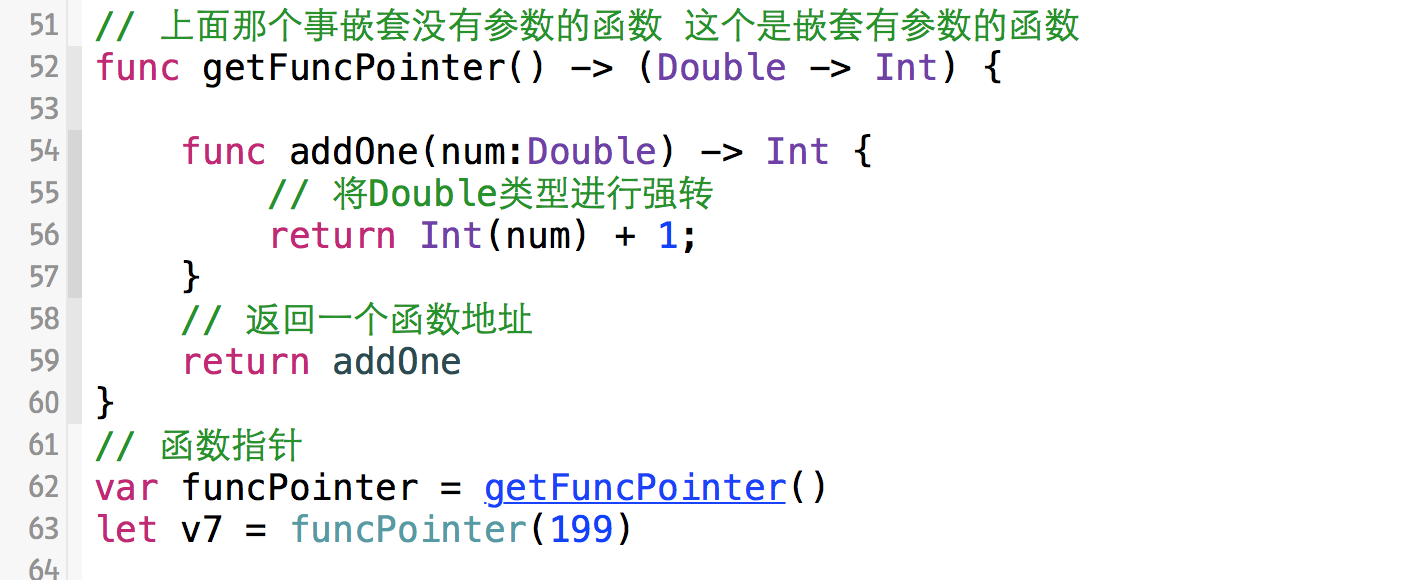 51 // 上面那个事嵌套没有参数的函数 这个是嵌套有参数的函数
52 func getFuncPointer() -> (Double -> Int) {
53
54 func addOne(num:Double) -> Int {
55 // 将Double类型进行强转
56 return Int(num) + 1;
57 }
58 // 返回一个函数地址
59 return addOne
60 }
61 // 函数指针
62 var funcPointer = getFuncPointer()
63 let v7 = funcPointer(199)
64